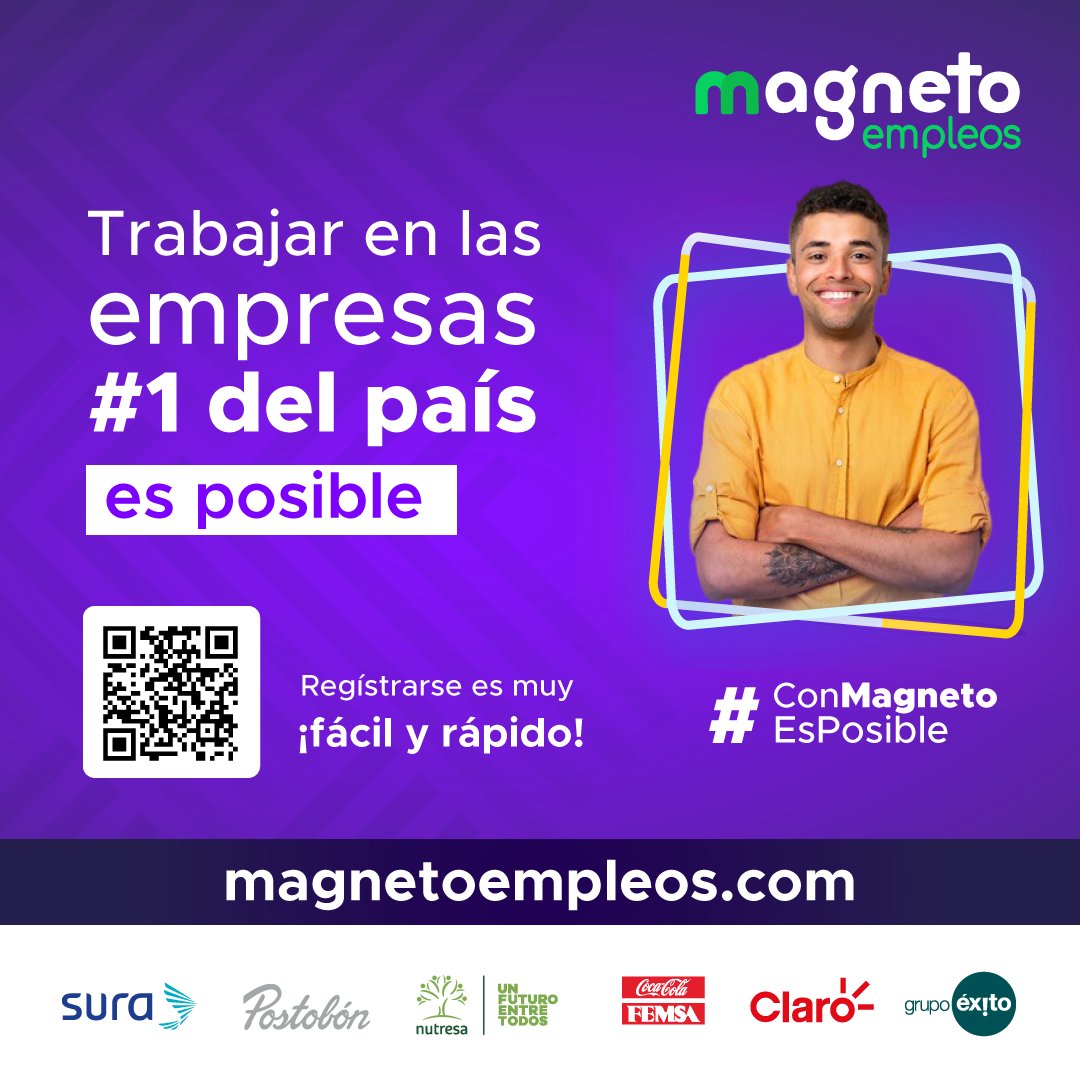 magneto
empleos
Trabajar en las
empresas
#1 del país
es posible
Regístrarse es muy
¡fácil y rápido!
#ConMagneto
EsPosible
magnetoempleos.com
sura
Postobón
nutresa
UN
FUTURO
ENTRE
TODOS
Coca-Cola
FEMSA
Claro
grupo éxito